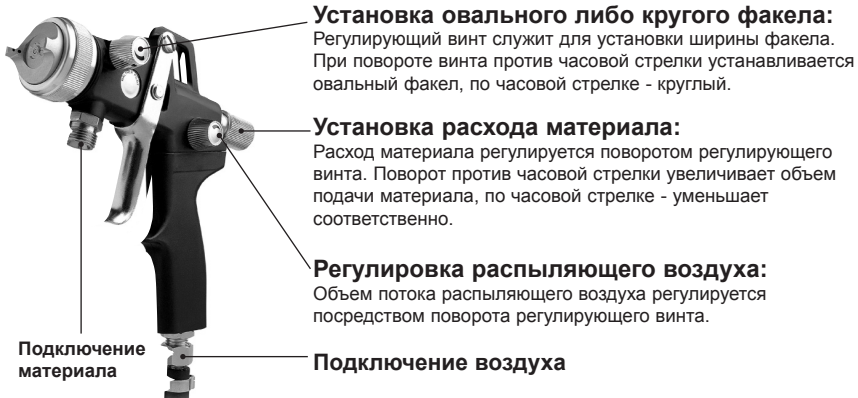 Установка овального либо кругого факела:
Регулирующий винт служит для установки ширины факела.
При повороте винта против часовой стрелки устанавливается
овальный факел, по часовой стрелке - круглый.
Установка расхода материала:
Расход материала регулируется поворотом регулирующего
винта. Поворот против часовой стрелки увеличивает объем
подачи материала, по часовой стрелке - уменьшает
соответственно.
Регулировка распыляющего воздуха:
Объем потока распыляющего воздуха регулируется
посредством поворота регулирующего винта.
Подключение
материала
Подключение воздуха